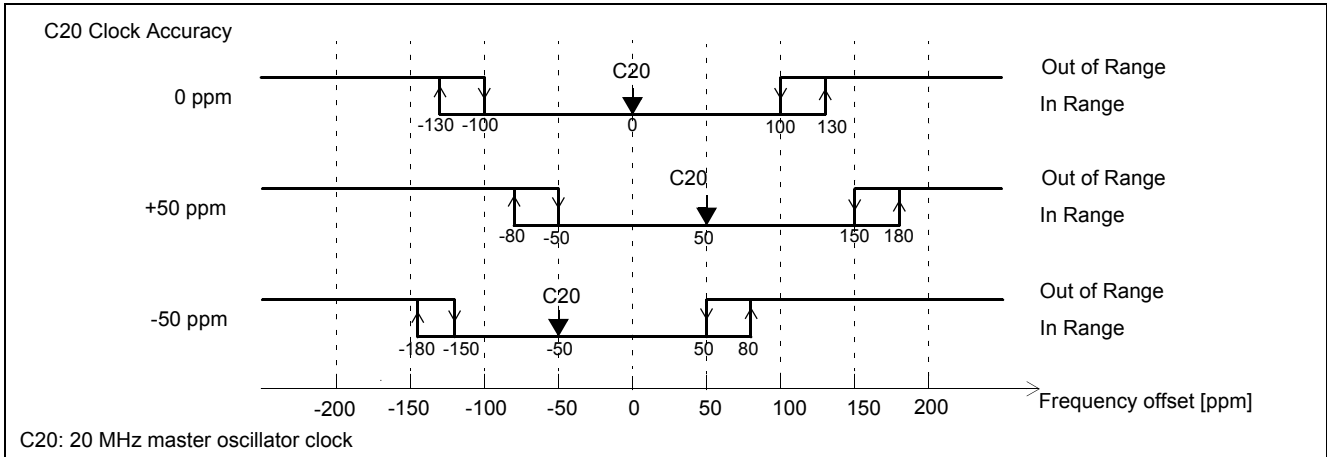 C20 Clock Accuracy
C20
Out of Range
0 ppm
In Range
-130 -100 0 100 130
C20
Out of Range
+50 ppm
In Range
-80 -50 50 150 180
C20
Out of Range
-50 ppm
In Range
-180 -150 -50 50 80
-200 -150 -100 -50 0 50 100 150 200
Frequency offset [ppm]
C20: 20 MHz master oscillator clock